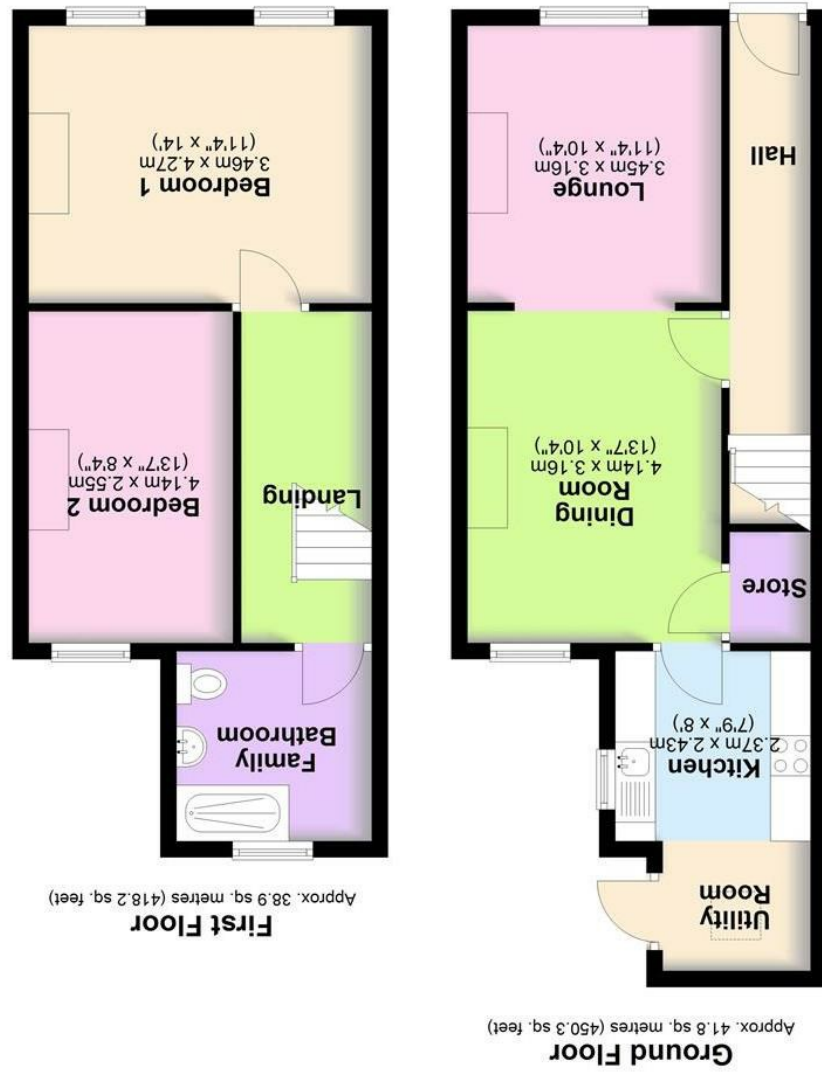 Ground Floor
Approx. 41.8 sq. metres (450.3 sq. feet)
Utility
Room
Kitchen
2.37m x 2.43m
(7'9" x 8')
Store
Dining
Room
4.14m x 3.16m
(13'7" x 10'4")
Hall
Lounge
3.45m x 3.16m
(11'4" x 10'4")
First Floor
Approx. 38.9 sq. metres (418.2 sq. feet)
Family
Bathroom
Landing
Bedroom 2
4.14m x 2.55m
(13'7" x 8'4")
Bedroom 1
3.46m x 4.27m
(11'4" x 14')